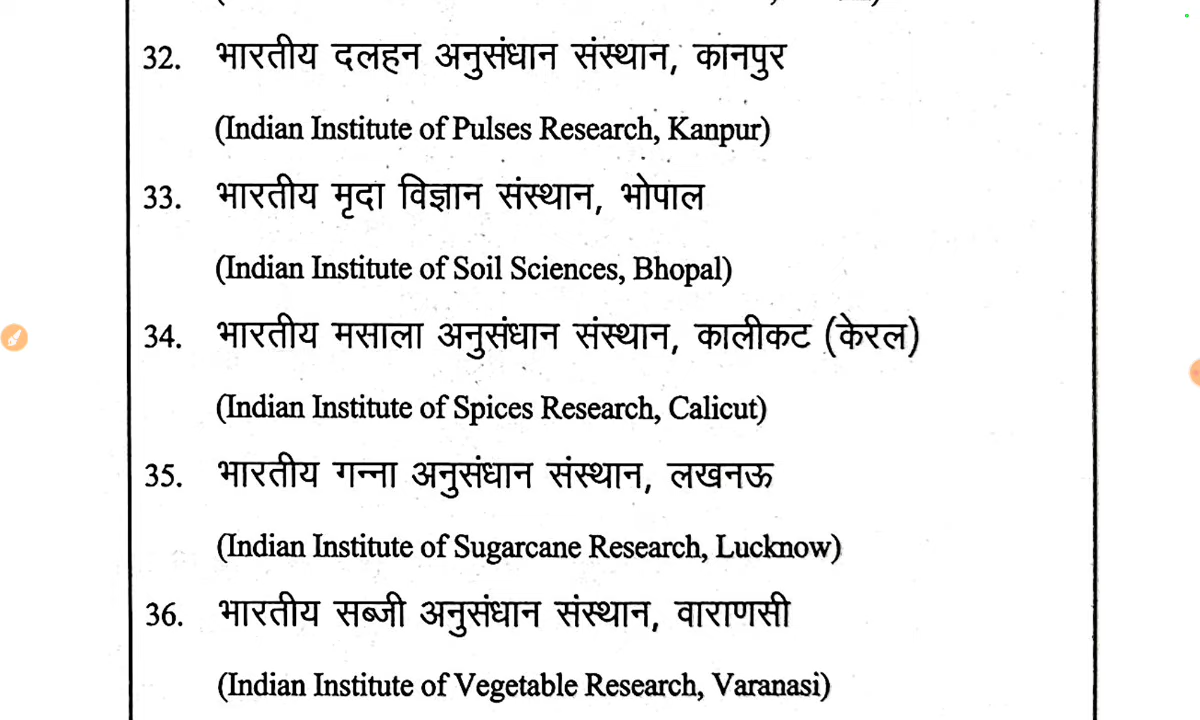 32. भारतीय दलहन अनुसंधान संस्थान, कानपुर
(Indian Institute of Pulses Research, Kanpur)
33. भारतीय मृदा विज्ञान संस्थान, भोपाल
(Indian Institute of Soil Sciences, Bhopal)
34. भारतीय मसाला अनुसंधान संस्थान, कालीकट (केरल)
(Indian Institute of Spices Research, Calicut)
35. भारतीय गन्ना अनुसंधान संस्थान, लखनऊ
(Indian Institute of Sugarcane Research, Lucknow)
36. भारतीय सब्जी अनुसंधान संस्थान, वाराणसी
(Indian Institute of Vegetable Research, Varanasi)